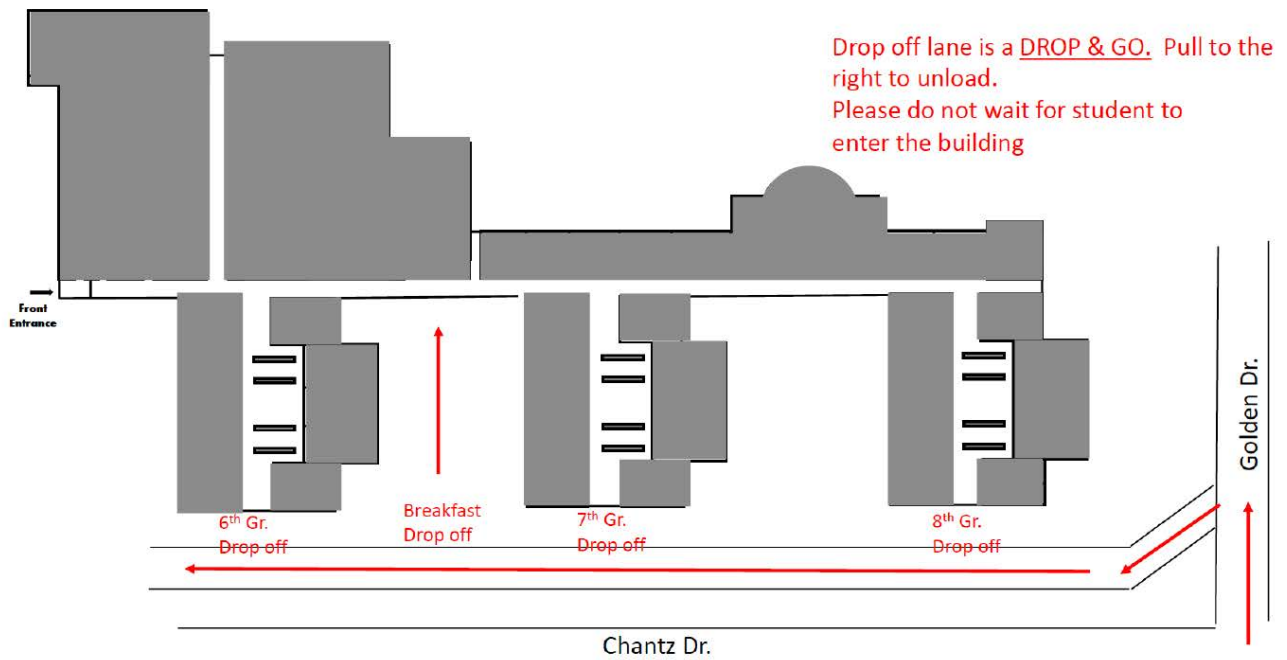 Drop off lane is a DROP & GO. Pull to the
right to unload.
Please do not wait for student to
enter the building
Front
Entrance
Golden Dr.
6th Gr.
Drop off
Breakfast
Drop off
7th Gr.
Drop off
8th Gr.
Drop off
Chantz Dr.